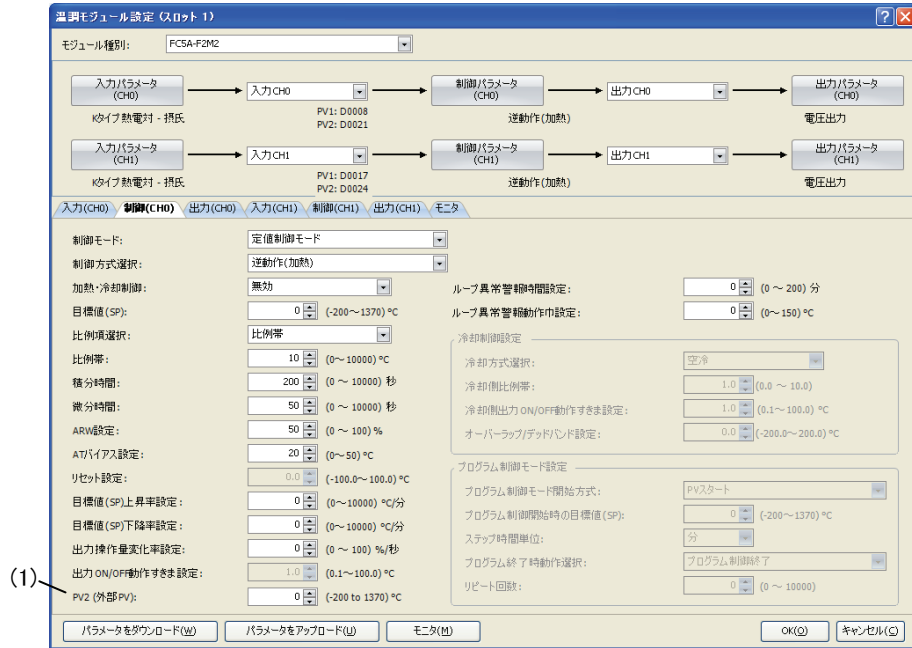 温調モジュール設定 (スロット 1)
モジュール種別: FC5A-F2M2
入力パラメータ (CH0) 入力CH0 制御パラメータ (CH0) 出力CH0 出力パラメータ (CH0)
Kタイプ熱電対 - 摂氏 PV1: D0008 PV2: D0021 逆動作(加熱) 電圧出力
入力パラメータ (CH1) 入力CH1 制御パラメータ (CH1) 出力CH1 出力パラメータ (CH1)
Kタイプ熱電対 - 摂氏 PV1: D0017 PV2: D0024 逆動作(加熱) 電圧出力
入力(CH0) 制御(CH0) 出力(CH0) 入力(CH1) 制御(CH1) 出力(CH1) モニタ
制御モード: 定値制御モード
制御方式選択: 逆動作(加熱)
加熱・冷却制御: 無効
目標値(SP): 0 (-200～1370) °C
比例項選択: 比例帯
比例帯: 10 (0～10000) °C
積分時間: 200 (0 ～ 10000) 秒
微分時間: 50 (0 ～ 10000) 秒
ARW設定: 50 (0 ～ 100) %
ATバイアス設定: 20 (0～50) °C
リセット設定: 0.0 (-100.0～100.0) °C
目標値(SP)上昇率設定: 0 (0～10000) °C/分
目標値(SP)下降率設定: 0 (0～10000) °C/分
出力操作量変化率設定: 0 (0 ～ 100) %/秒
出力 ON/OFF動作すきま設定: 1.0 (0.1～100.0) °C
(1) PV2 (外部PV): 0 (-200 to 1370) °C
ループ異常警報時間設定: 0 (0 ～ 200) 分
ループ異常警報動作巾設定: 0 (0～150) °C
冷却制御設定
冷却方式選択: 空冷
冷却側比例帯: 1.0 (0.0 ～ 10.0)
冷却側出力 ON/OFF動作すきま設定: 1.0 (0.1～100.0) °C
オーバーラップ/デッドバンド設定: 0.0 (-200.0～200.0) °C
プログラム制御モード設定
プログラム制御モード開始方式: PVスタート
プログラム制御開始時の目標値(SP): 0 (-200～1370) °C
ステップ時間単位: 分
プログラム終了時動作選択: プログラム制御終了
リピート回数: 0 (0 ～ 10000)
パラメータをダウンロード(W) パラメータをアップロード(U) モニタ(M) OK(O) キャンセル(C)